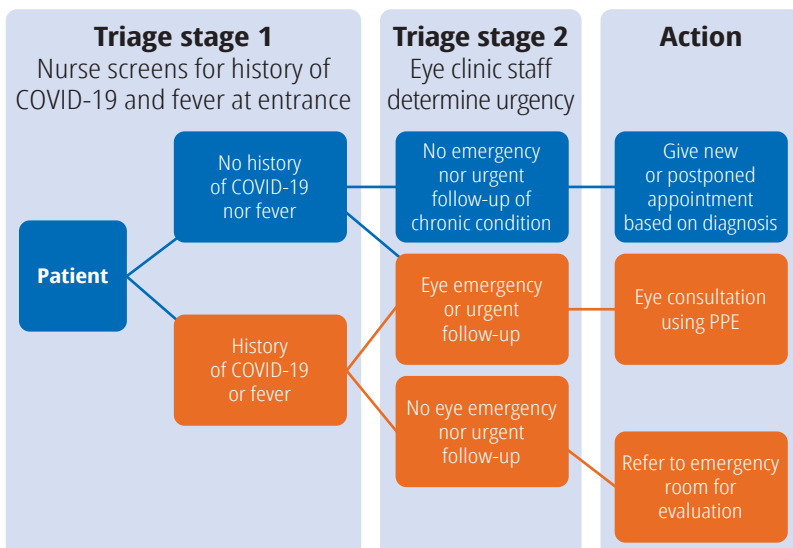 Triage stage 1
Nurse screens for history of
COVID-19 and fever at entrance
Triage stage 2
Eye clinic staff
determine urgency
Action
Patient
No history
of COVID-19
nor fever
History
of COVID-19
or fever
No emergency
nor urgent
follow-up of
chronic condition
Eye emergency
or urgent
follow-up
No eye emergency
nor urgent
follow-up
Give new
or postponed
appointment
based on diagnosis
Eye consultation
using PPE
Refer to emergency
room for
evaluation